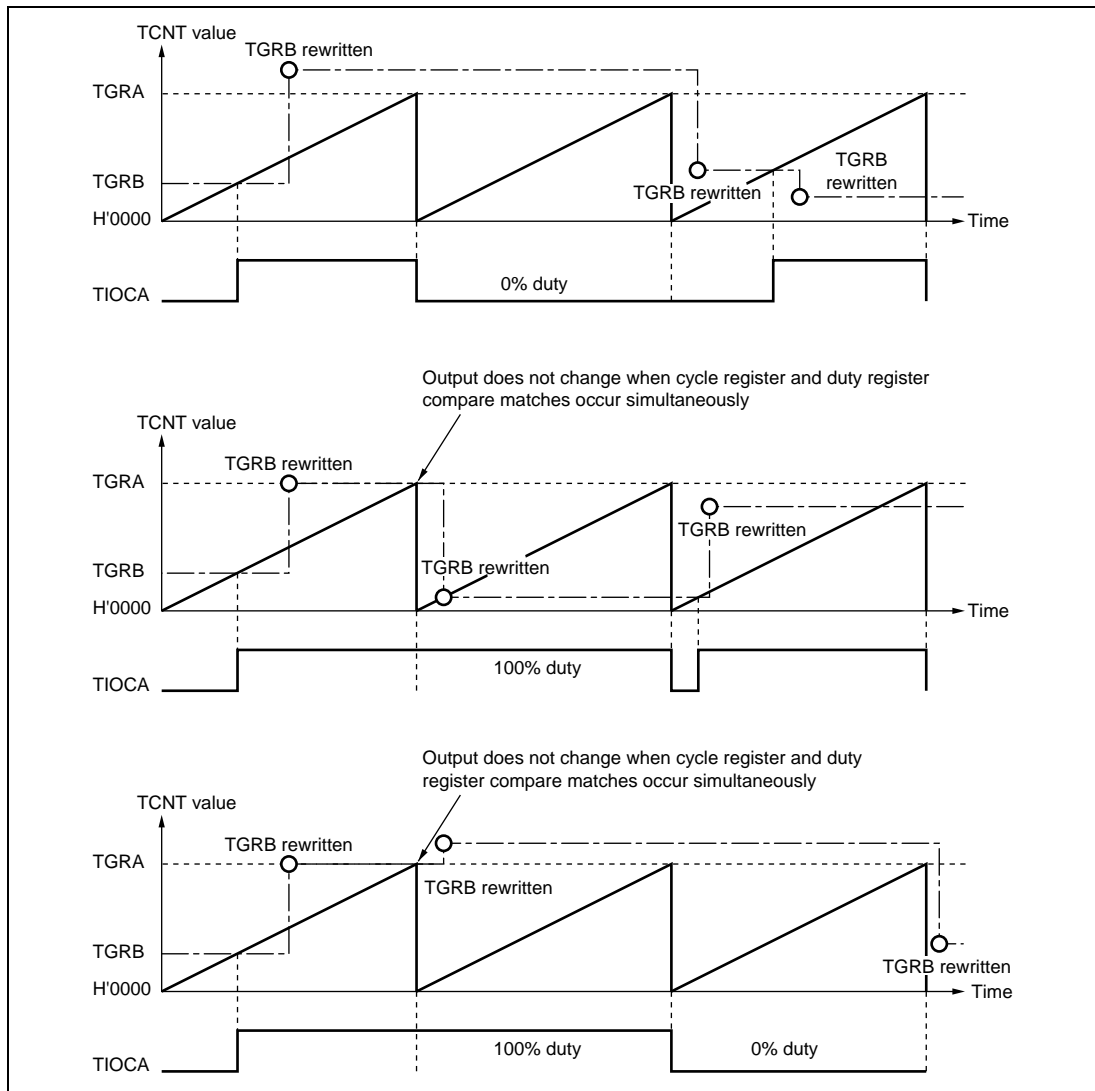 TCNT value
TGRB rewritten
TGRA
TGRB
rewritten
TGRB
TGRB rewritten
H'0000
Time
0% duty
TIOCA
Output does not change when cycle register and duty register
compare matches occur simultaneously
TCNT value
TGRB rewritten
TGRA
TGRB rewritten
TGRB
TGRB rewritten
H'0000
Time
100% duty
TIOCA
Output does not change when cycle register and duty
register compare matches occur simultaneously
TCNT value
TGRB rewritten
TGRA
TGRB rewritten
TGRB
TGRB rewritten
H'0000
Time
100% duty
0% duty
TIOCA